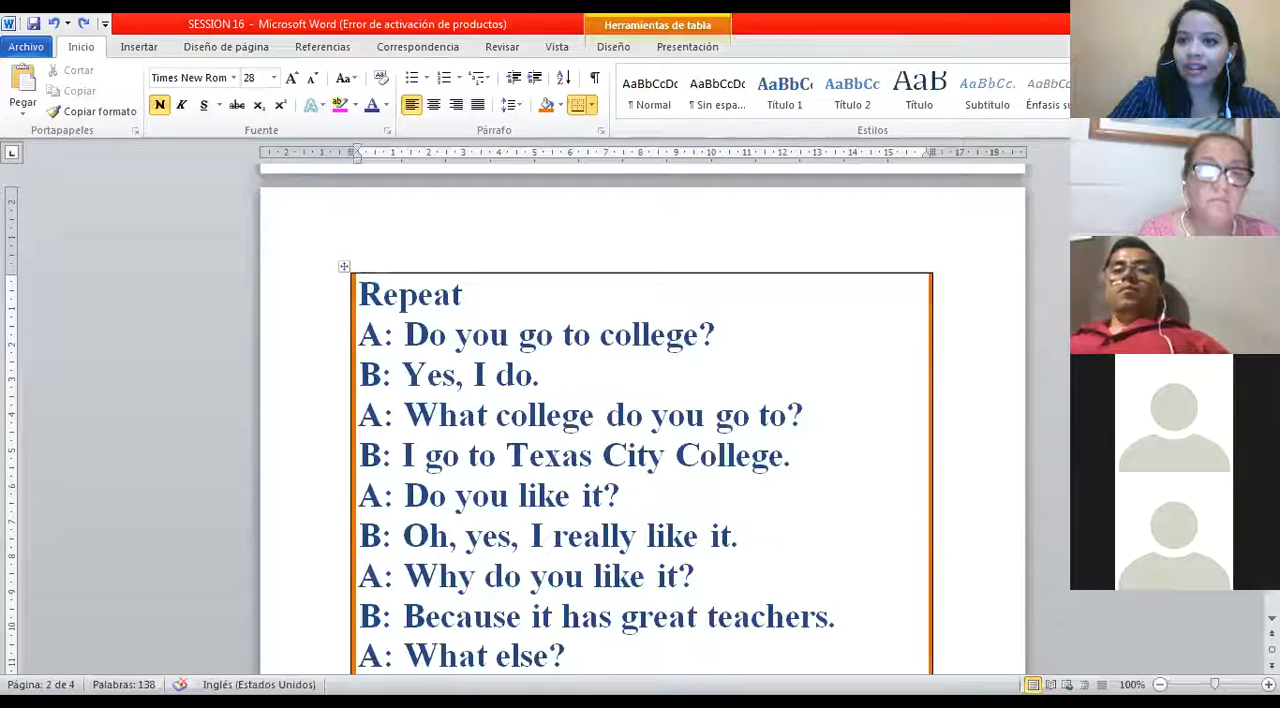 SESSION 16 - Microsoft Word (Error de activación de productos)
Herramientas de tabla
Archivo Inicio Insertar Diseño de página Referencias Correspondencia Revisar Vista Diseño Presentación
Pegar
Cortar
Copiar
Copiar formato
Portapapeles
Times New Rom 28
Fuente
Párrafo
AaBbCcDc AaBbCcDc AaBbC AaBbCc AaB AaBbCc. AaBbCcDc
¶ Normal ¶ Sin espa... Título 1 Título 2 Título Subtítulo Énfasis su
Estilos
Repeat
A: Do you go to college?
B: Yes, I do.
A: What college do you go to?
B: I go to Texas City College.
A: Do you like it?
B: Oh, yes, I really like it.
A: Why do you like it?
B: Because it has great teachers.
A: What else?
Página: 2 de 4 Palabras: 138 Inglés (Estados Unidos) 100%